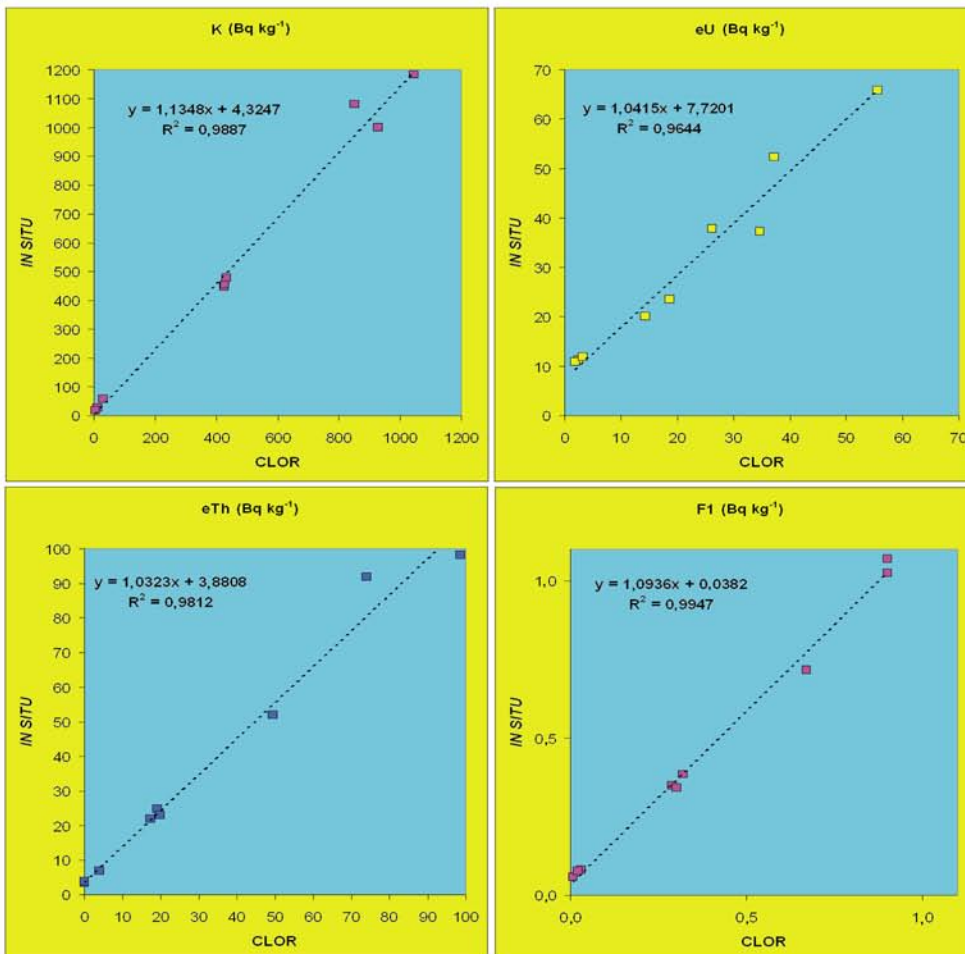 K (Bq kg⁻¹)
IN SITU
1200
1100
1000
900
800
700
600
500
400
300
200
100
0
y = 1,1348x + 4,3247
R² = 0,9887
0 200 400 600 800 1000 1200
CLOR
eU (Bq kg⁻¹)
IN SITU
70
60
50
40
30
20
10
0
y = 1,0415x + 7,7201
R² = 0,9644
0 10 20 30 40 50 60 70
CLOR
eTh (Bq kg⁻¹)
IN SITU
100
90
80
70
60
50
40
30
20
10
0
y = 1,0323x + 3,8808
R² = 0,9812
0 10 20 30 40 50 60 70 80 90 100
CLOR
F1 (Bq kg⁻¹)
IN SITU
1,0
0,5
0,0
y = 1,0936x + 0,0382
R² = 0,9947
0,0 0,5 1,0
CLOR